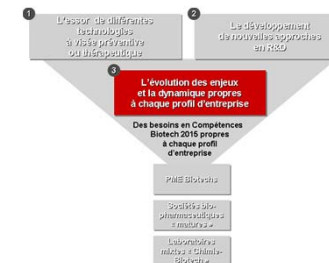 1
L'essor de différentes
technologies
à visée préventive
ou thérapeutique
2
Le développement
de nouvelles approches
en R&D
3
L'évolution des enjeux
et la dynamique propres
à chaque profil d'entreprise
Des besoins en Compétences
Biotech 2015 propres
à chaque profil
d'entreprise
PME Biotechs
Sociétés bio-
pharmaceutiques
« matures »
Laboratoires
mixtes « Chimie-
Biotech »